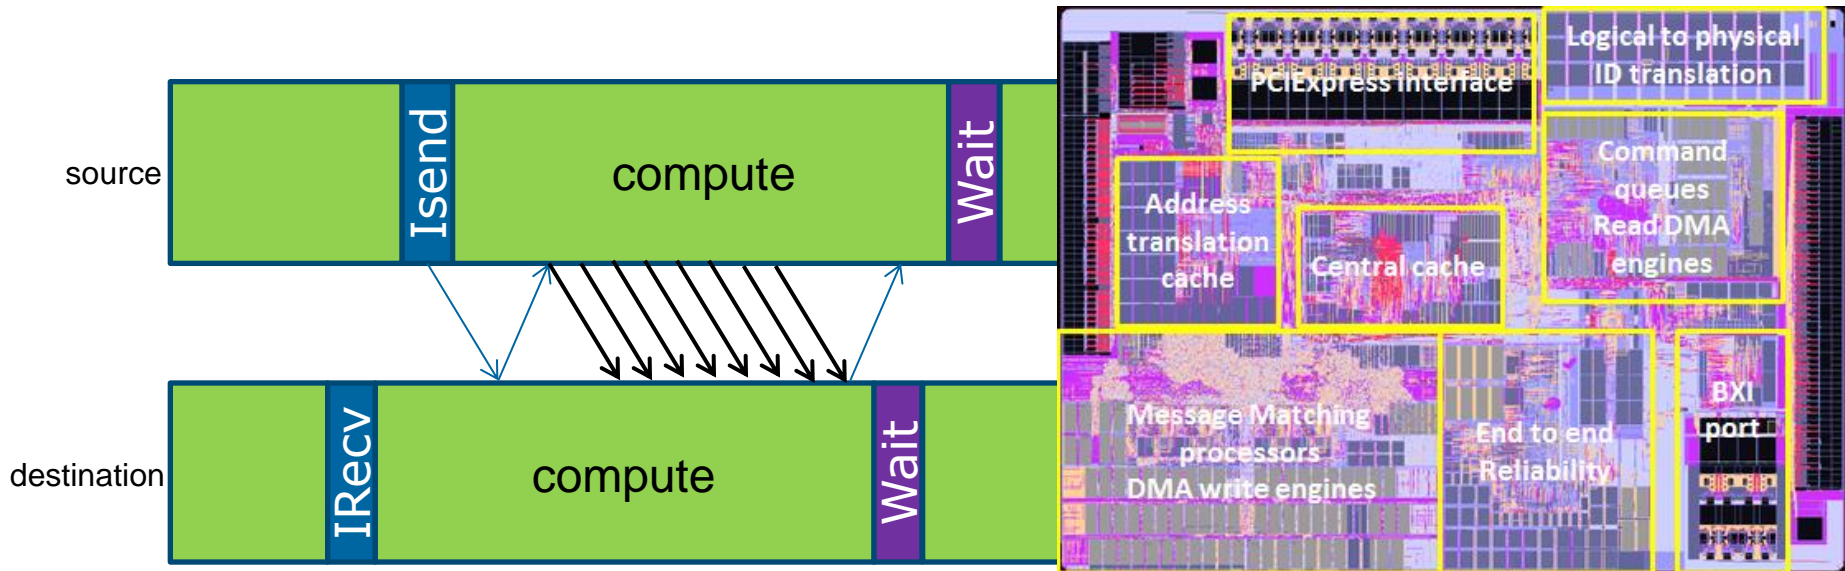 source
Isend
compute
Wait
destination
IRecv
compute
Wait
PCIExpress interface
Logical to physical
ID translation
Address
translation
cache
Central cache
Command
queues
Read DMA
engines
Message Matching
processors
DMA write engines
End to end
Reliability
BXI
port